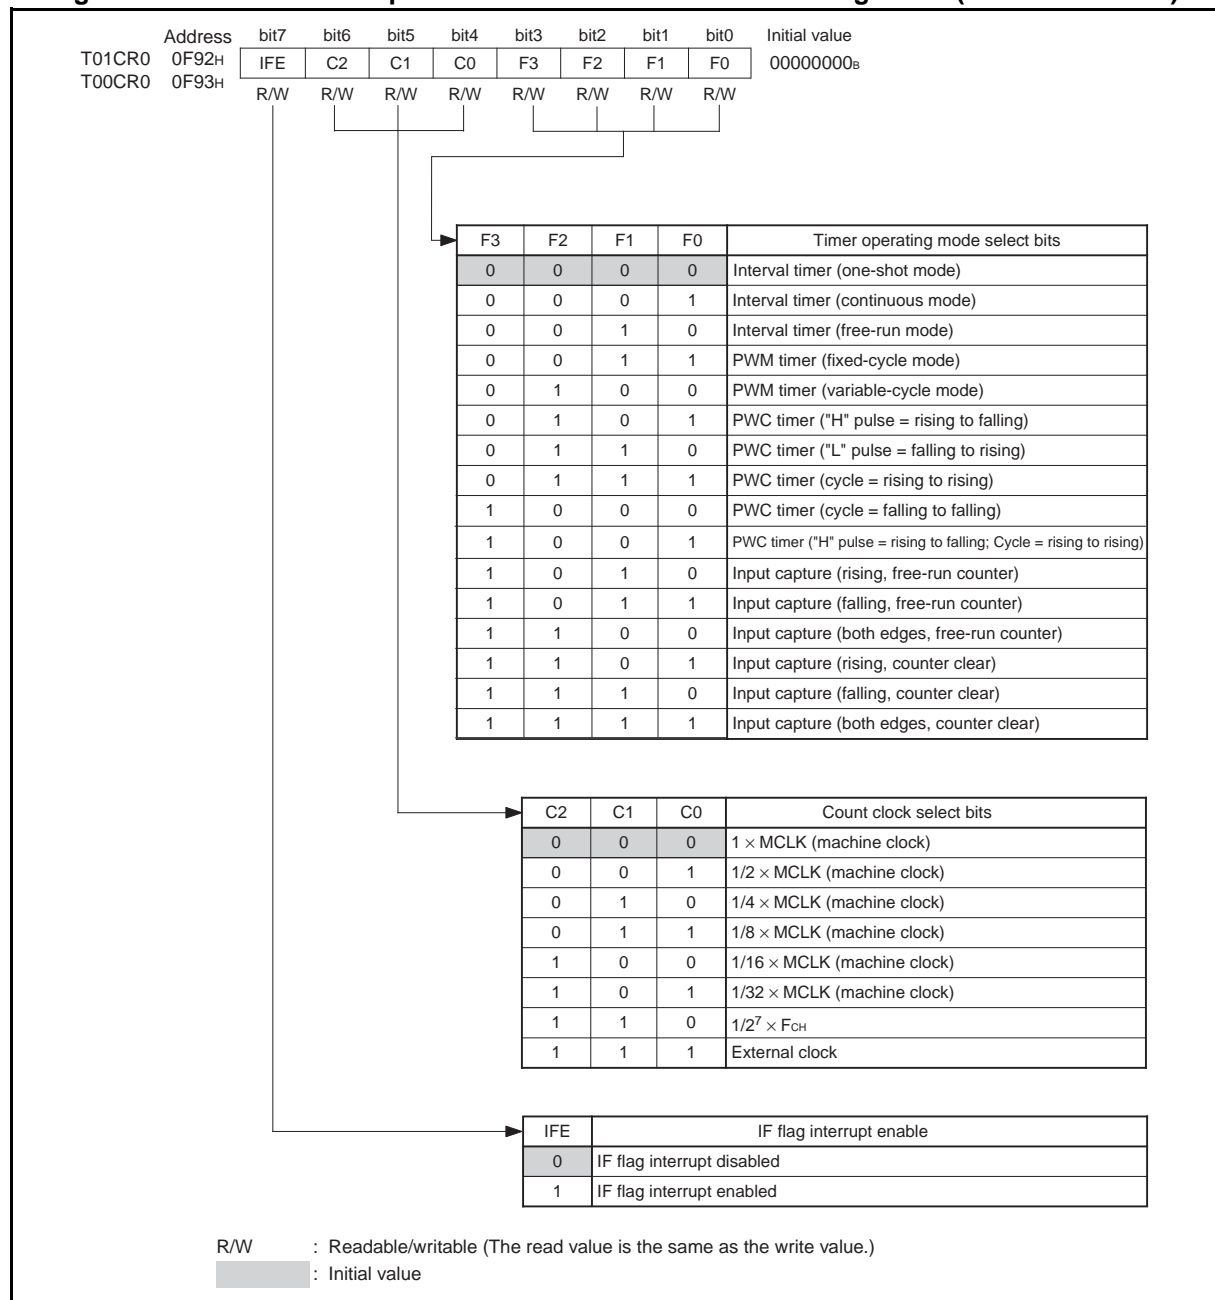 Address bit7 bit6 bit5 bit4 bit3 bit2 bit1 bit0 Initial value
T01CR0 0F92H IFE C2 C1 C0 F3 F2 F1 F0 00000000B
T00CR0 0F93H R/W R/W R/W R/W R/W R/W R/W R/W
F3 F2 F1 F0 Timer operating mode select bits
0 0 0 0 Interval timer (one-shot mode)
0 0 0 1 Interval timer (continuous mode)
0 0 1 0 Interval timer (free-run mode)
0 0 1 1 PWM timer (fixed-cycle mode)
0 1 0 0 PWM timer (variable-cycle mode)
0 1 0 1 PWC timer ("H" pulse = rising to falling)
0 1 1 0 PWC timer ("L" pulse = falling to rising)
0 1 1 1 PWC timer (cycle = rising to rising)
1 0 0 0 PWC timer (cycle = falling to falling)
1 0 0 1 PWC timer ("H" pulse = rising to falling; Cycle = rising to rising)
1 0 1 0 Input capture (rising, free-run counter)
1 0 1 1 Input capture (falling, free-run counter)
1 1 0 0 Input capture (both edges, free-run counter)
1 1 0 1 Input capture (rising, counter clear)
1 1 1 0 Input capture (falling, counter clear)
1 1 1 1 Input capture (both edges, counter clear)
C2 C1 C0 Count clock select bits
0 0 0 1 × MCLK (machine clock)
0 0 1 1/2 × MCLK (machine clock)
0 1 0 1/4 × MCLK (machine clock)
0 1 1 1/8 × MCLK (machine clock)
1 0 0 1/16 × MCLK (machine clock)
1 0 1 1/32 × MCLK (machine clock)
1 1 0 1/2⁷ × FCH
1 1 1 External clock
IFE IF flag interrupt enable
0 IF flag interrupt disabled
1 IF flag interrupt enabled
R/W : Readable/writable (The read value is the same as the write value.)
: Initial value